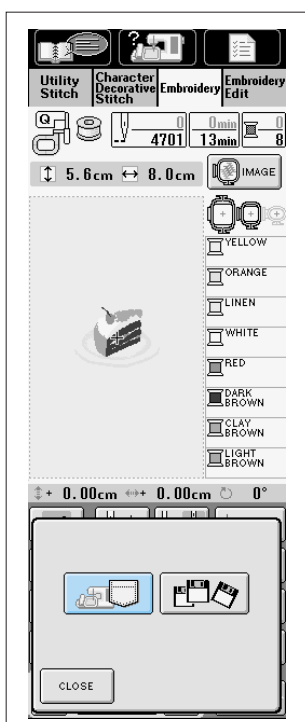 ?
Utility Stitch
Character Decorative Stitch
Embroidery
Embroidery Edit
Q
0 4701
0min 13min
0 8
5.6cm 8.0cm
IMAGE
YELLOW
ORANGE
LINEN
WHITE
RED
DARK BROWN
CLAY BROWN
LIGHT BROWN
+ 0.00cm + 0.00cm 0°
CLOSE